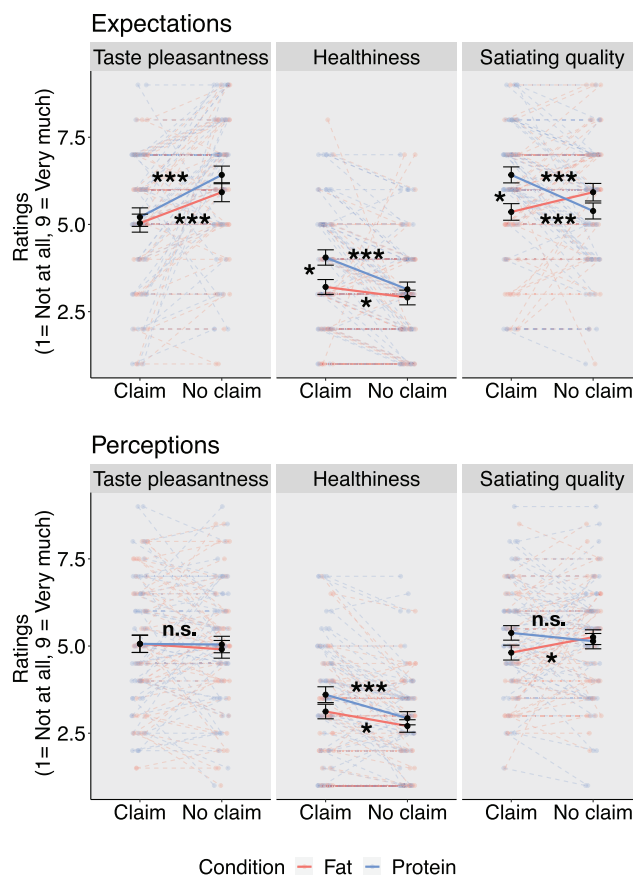 Expectations
Taste pleasantness Healthiness Satiating quality
Ratings
(1= Not at all, 9 = Very much)
7.5
5.0
2.5
*** ***
* *** *
* *** ***
Claim No claim Claim No claim Claim No claim
Perceptions
Taste pleasantness Healthiness Satiating quality
Ratings
(1= Not at all, 9 = Very much)
7.5
5.0
2.5
n.s.
*** *
n.s. *
Claim No claim Claim No claim Claim No claim
Condition Fat Protein